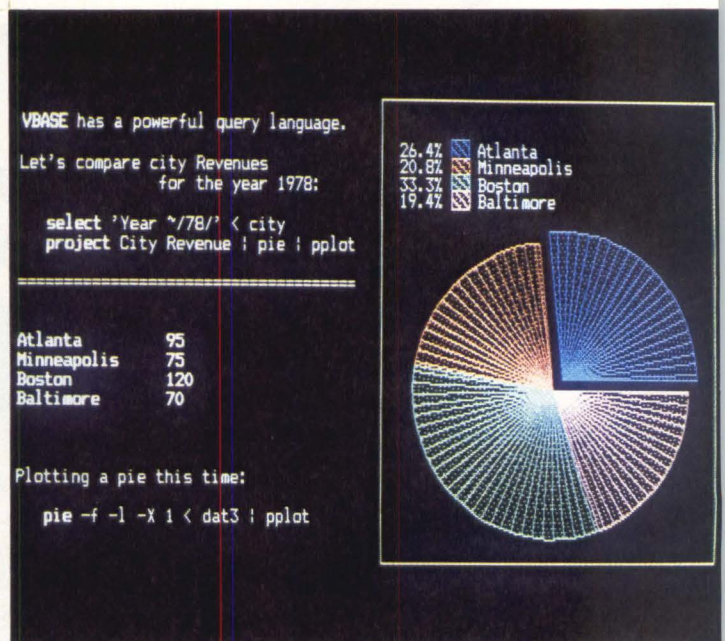 VBASE has a powerful query language.
Let's compare city Revenues
for the year 1978:
select 'Year ~/78/' < city
project City Revenue ¦ pie ¦ pplot
====================================
Atlanta 95
Minneapolis 75
Boston 120
Baltimore 70
Plotting a pie this time:
pie -f -l -X 1 < dat3 ¦ pplot
26.4% Atlanta
20.8% Minneapolis
33.3% Boston
19.4% Baltimore